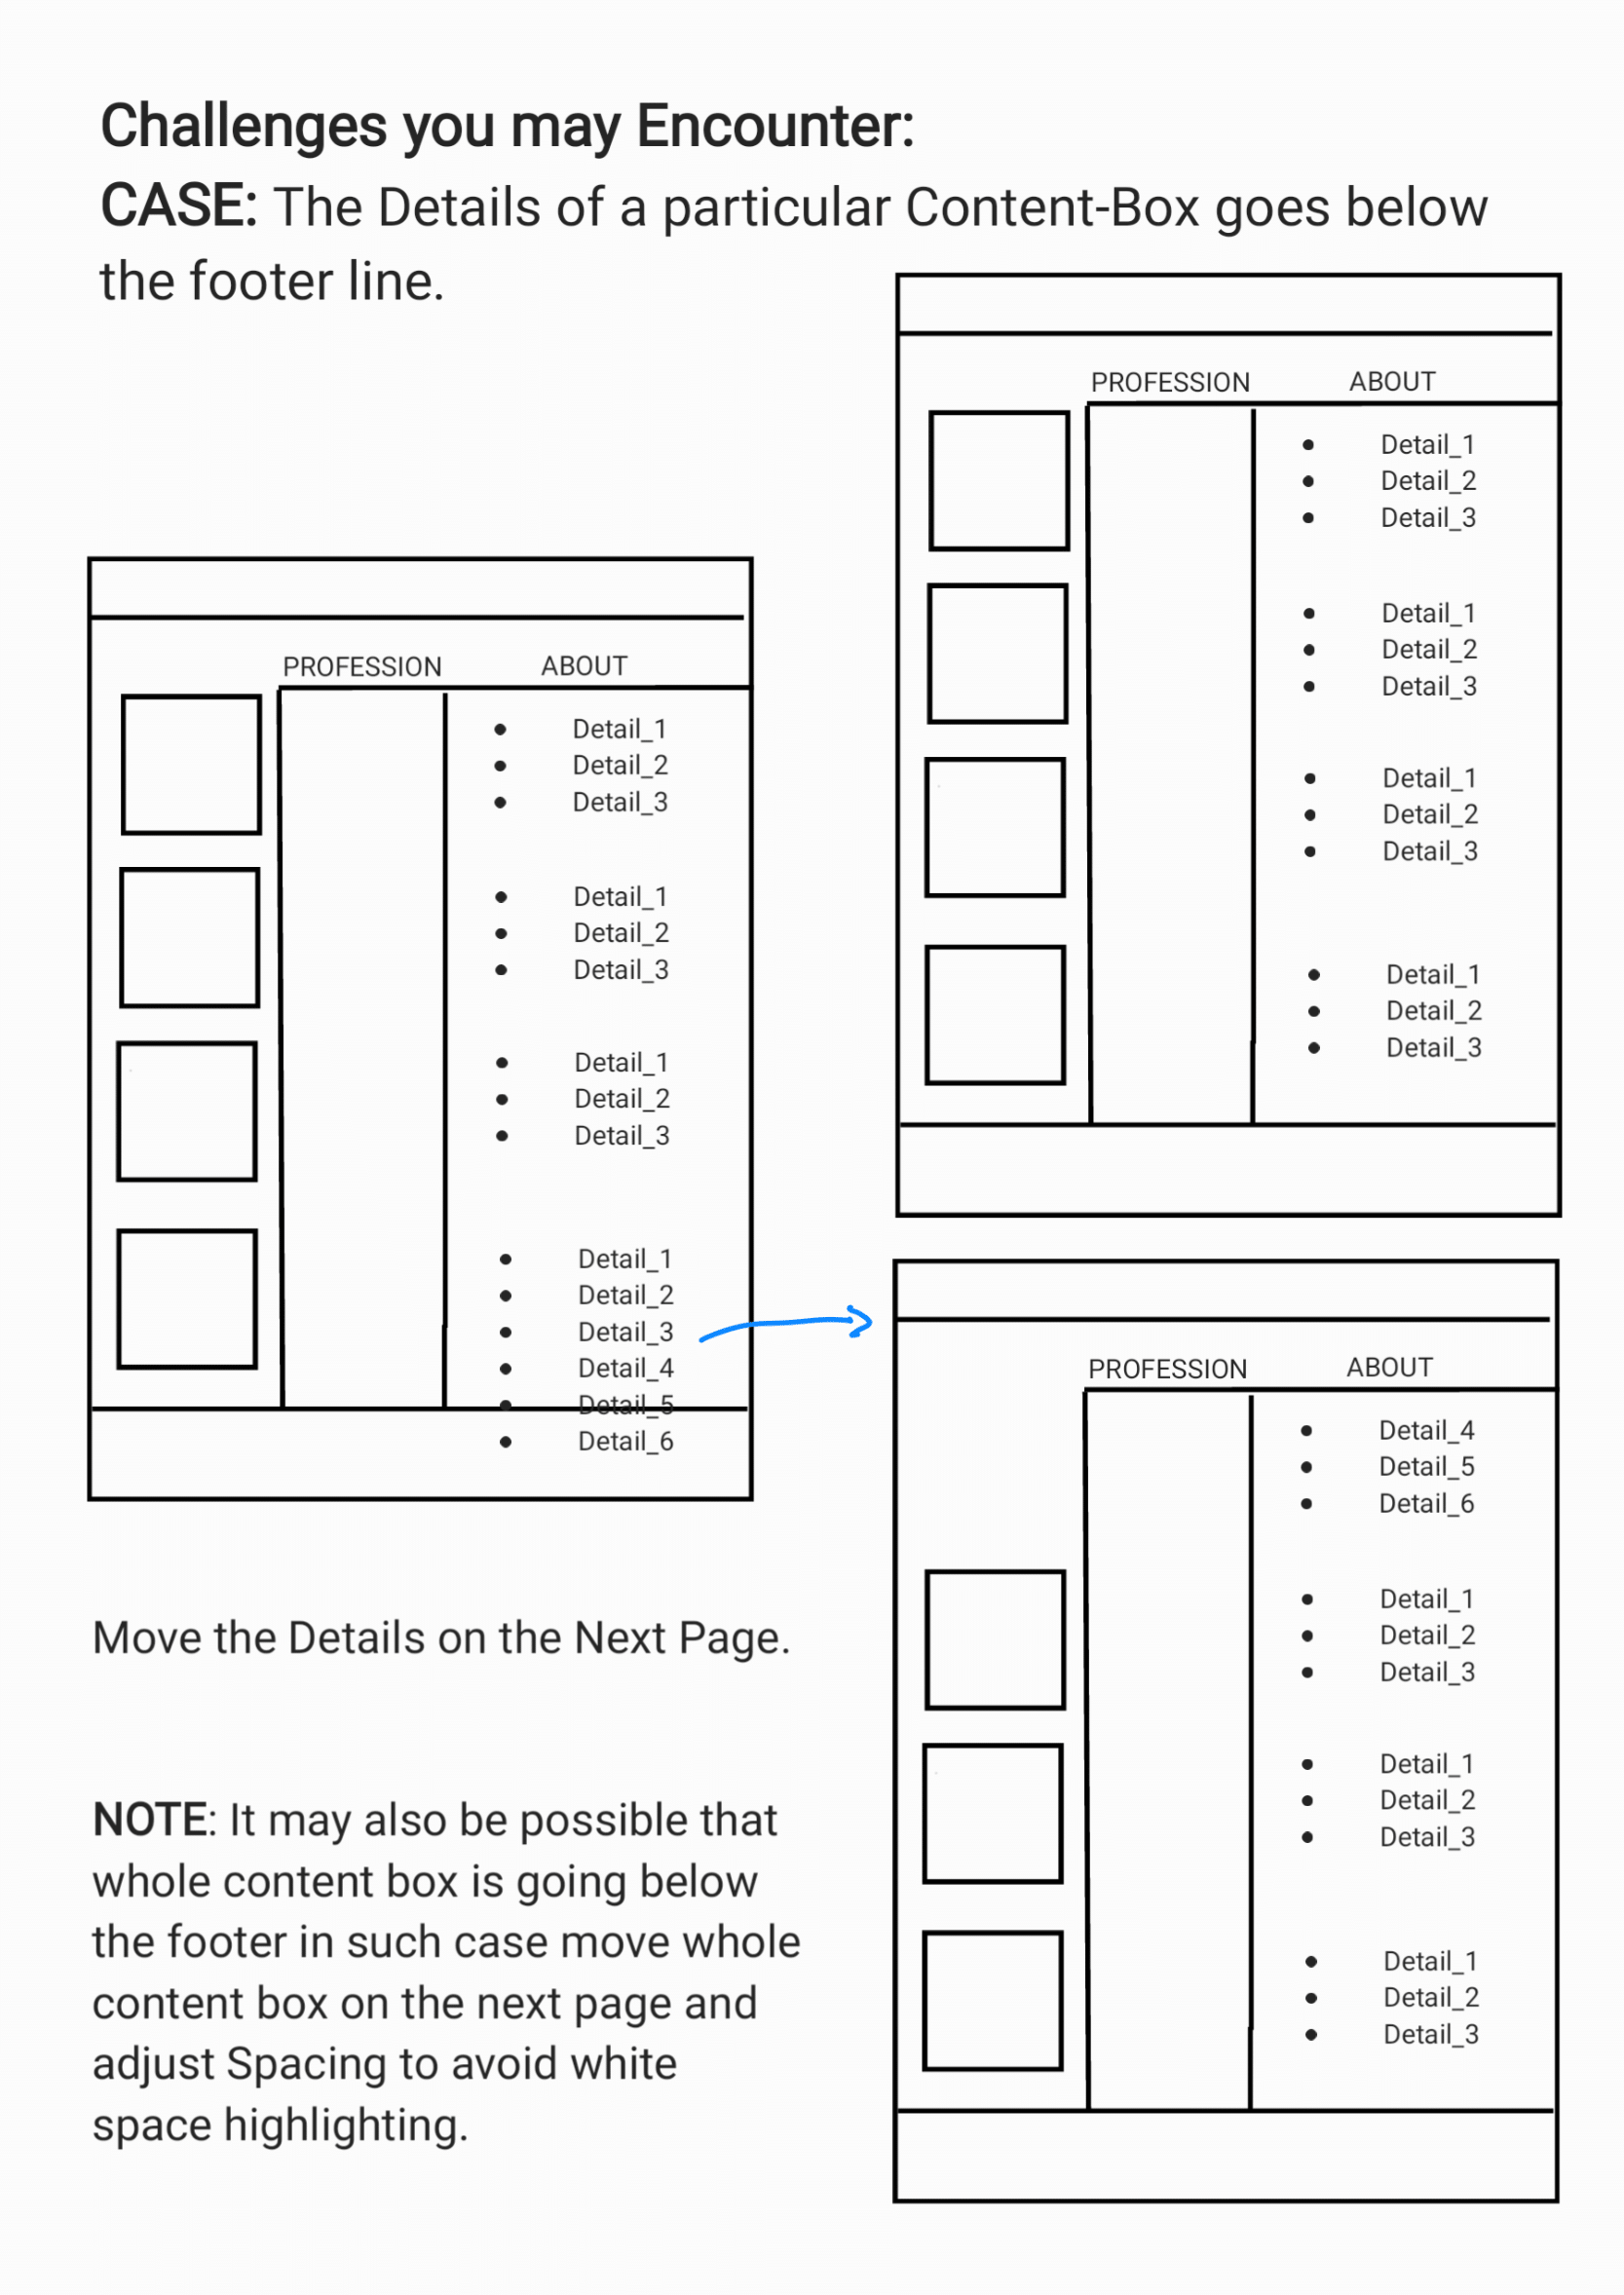 Challenges you may Encounter:
CASE: The Details of a particular Content-Box goes below
the footer line.
PROFESSION ABOUT
• Detail_1
• Detail_2
• Detail_3
• Detail_1
• Detail_2
• Detail_3
• Detail_1
• Detail_2
• Detail_3
• Detail_1
• Detail_2
• Detail_3
• Detail_4
• Detail_5
• Detail_6
Move the Details on the Next Page.
NOTE: It may also be possible that
whole content box is going below
the footer in such case move whole
content box on the next page and
adjust Spacing to avoid white
space highlighting.
PROFESSION ABOUT
• Detail_1
• Detail_2
• Detail_3
• Detail_1
• Detail_2
• Detail_3
• Detail_1
• Detail_2
• Detail_3
• Detail_1
• Detail_2
• Detail_3
PROFESSION ABOUT
• Detail_4
• Detail_5
• Detail_6
• Detail_1
• Detail_2
• Detail_3
• Detail_1
• Detail_2
• Detail_3
• Detail_1
• Detail_2
• Detail_3